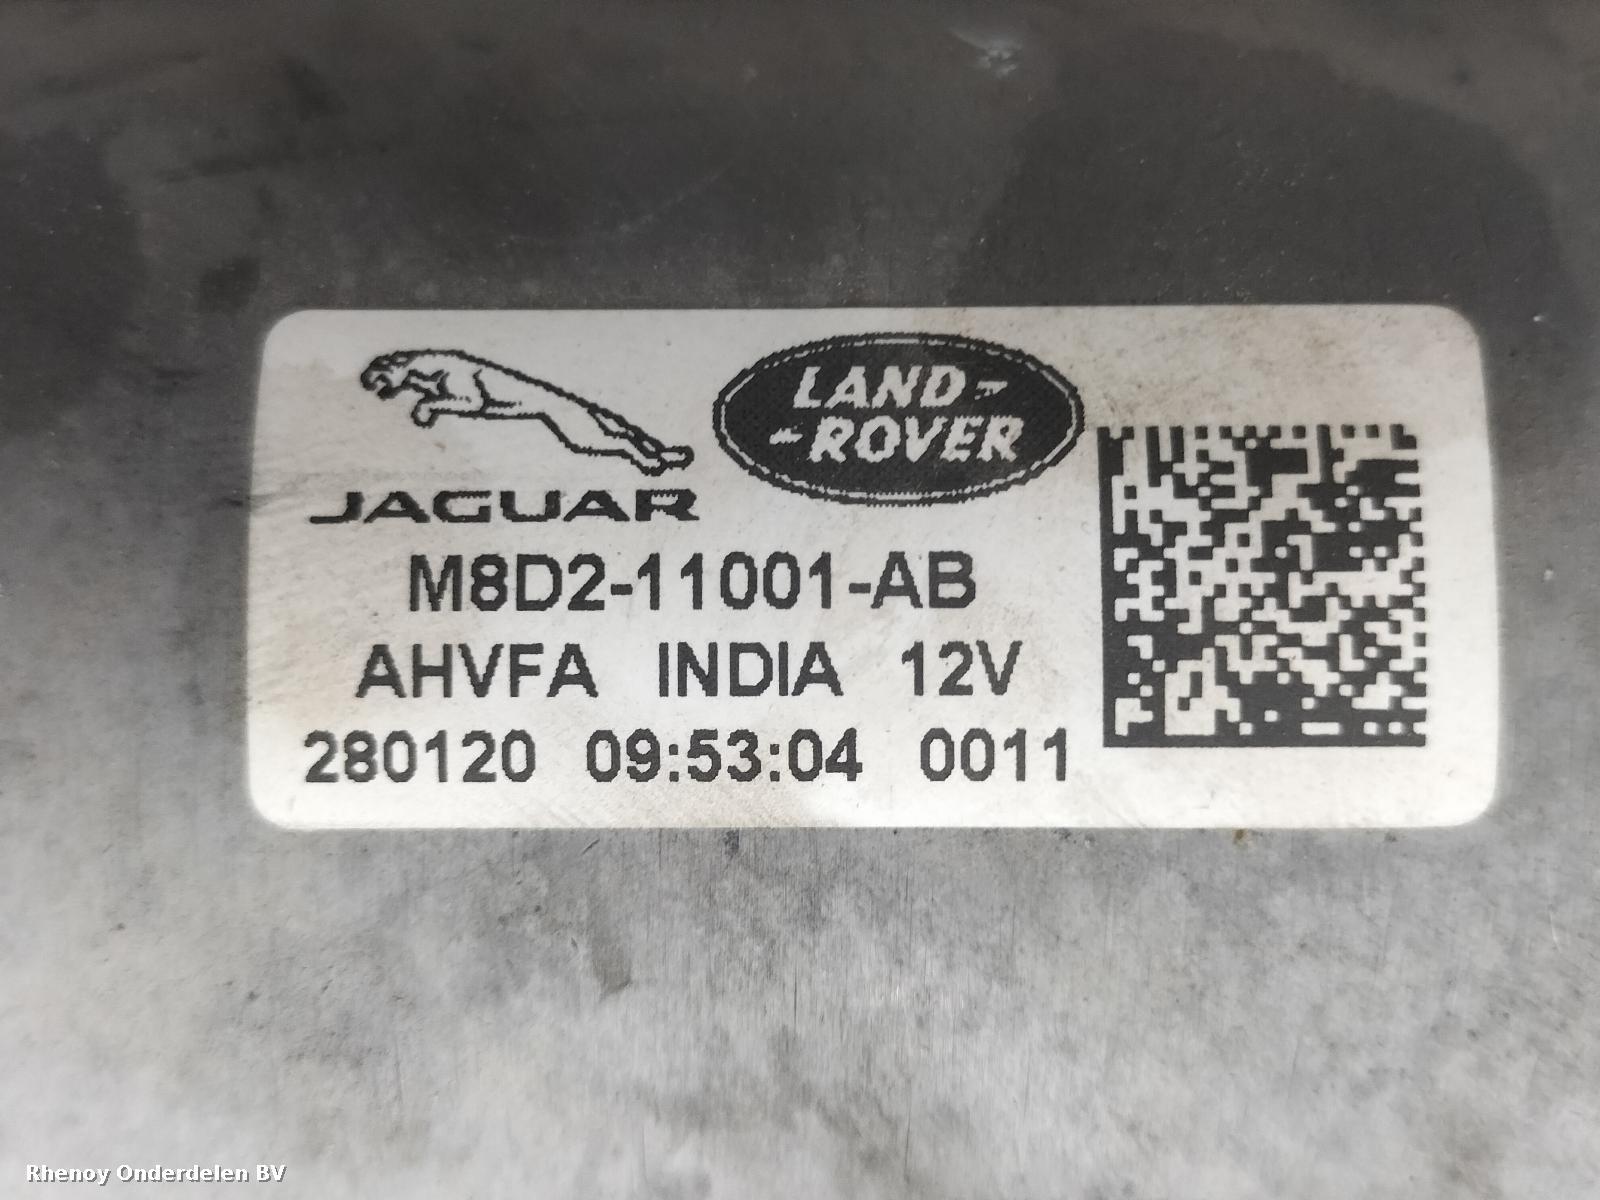 LAND-
-ROVER
JAGUAR
M8D2-11001-AB
AHVFA INDIA 12V
280120 09:53:04 0011
Rhenoy Onderdelen BV